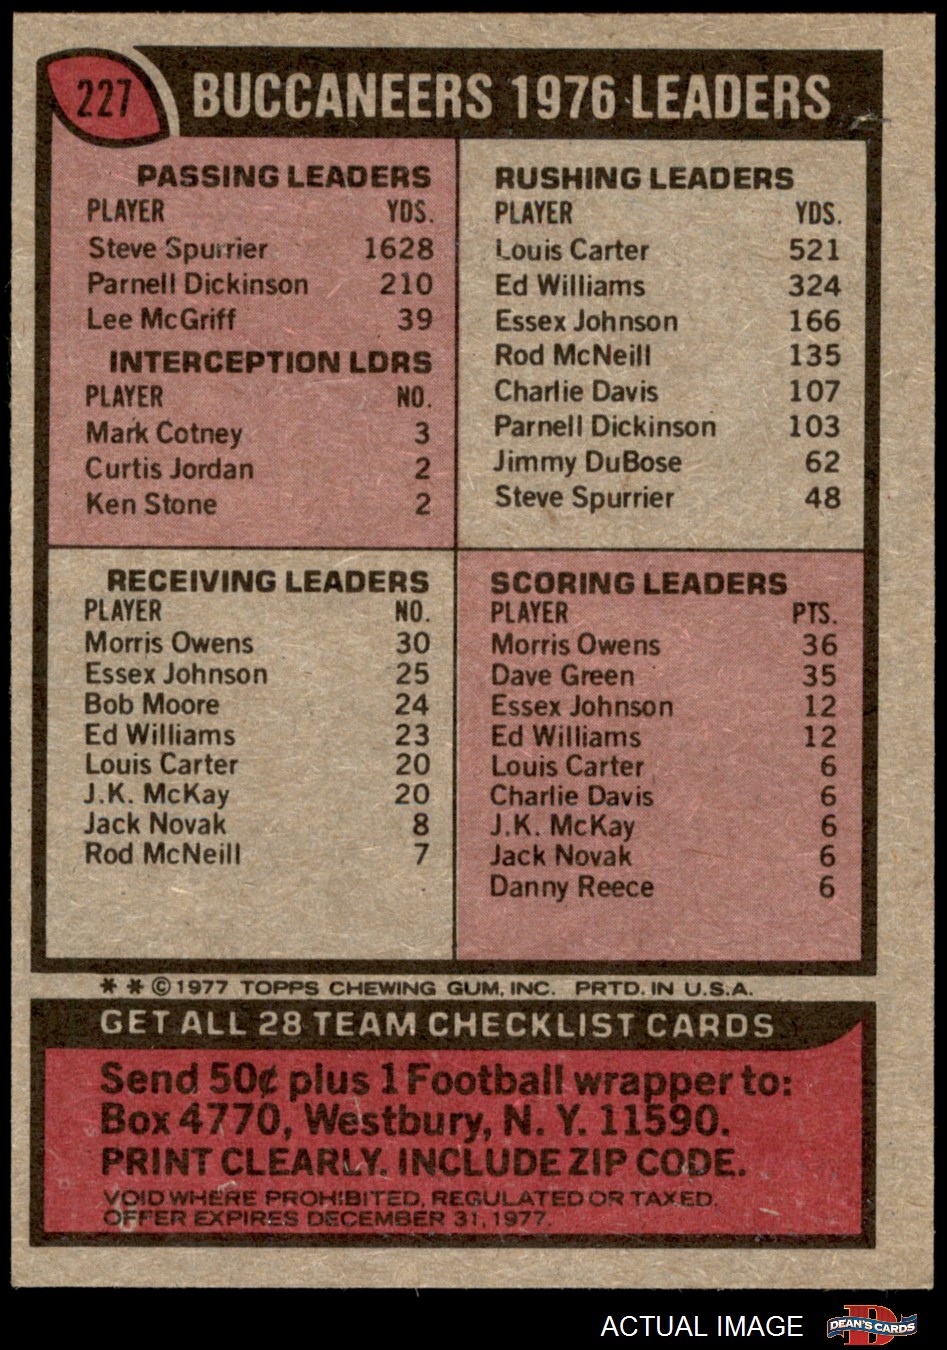 227
BUCCANEERS 1976 LEADERS
PASSING LEADERS
PLAYER YDS.
Steve Spurrier 1628
Parnell Dickinson 210
Lee McGriff 39
INTERCEPTION LDRS
PLAYER NO.
Mark Cotney 3
Curtis Jordan 2
Ken Stone 2
RUSHING LEADERS
PLAYER YDS.
Louis Carter 521
Ed Williams 324
Essex Johnson 166
Rod McNeill 135
Charlie Davis 107
Parnell Dickinson 103
Jimmy DuBose 62
Steve Spurrier 48
RECEIVING LEADERS
PLAYER NO.
Morris Owens 30
Essex Johnson 25
Bob Moore 24
Ed Williams 23
Louis Carter 20
J.K. McKay 20
Jack Novak 8
Rod McNeill 7
SCORING LEADERS
PLAYER PTS.
Morris Owens 36
Dave Green 35
Essex Johnson 12
Ed Williams 12
Louis Carter 6
Charlie Davis 6
J.K. McKay 6
Jack Novak 6
Danny Reece 6
* * © 1977 TOPPS CHEWING GUM, INC. PRTD. IN U.S.A.
GET ALL 28 TEAM CHECKLIST CARDS
Send 50¢ plus 1 Football wrapper to:
Box 4770, Westbury, N. Y. 11590.
PRINT CLEARLY. INCLUDE ZIP CODE.
VOID WHERE PROHIBITED, REGULATED OR TAXED.
OFFER EXPIRES DECEMBER 31, 1977.
ACTUAL IMAGE
D
DEAN'S CARDS